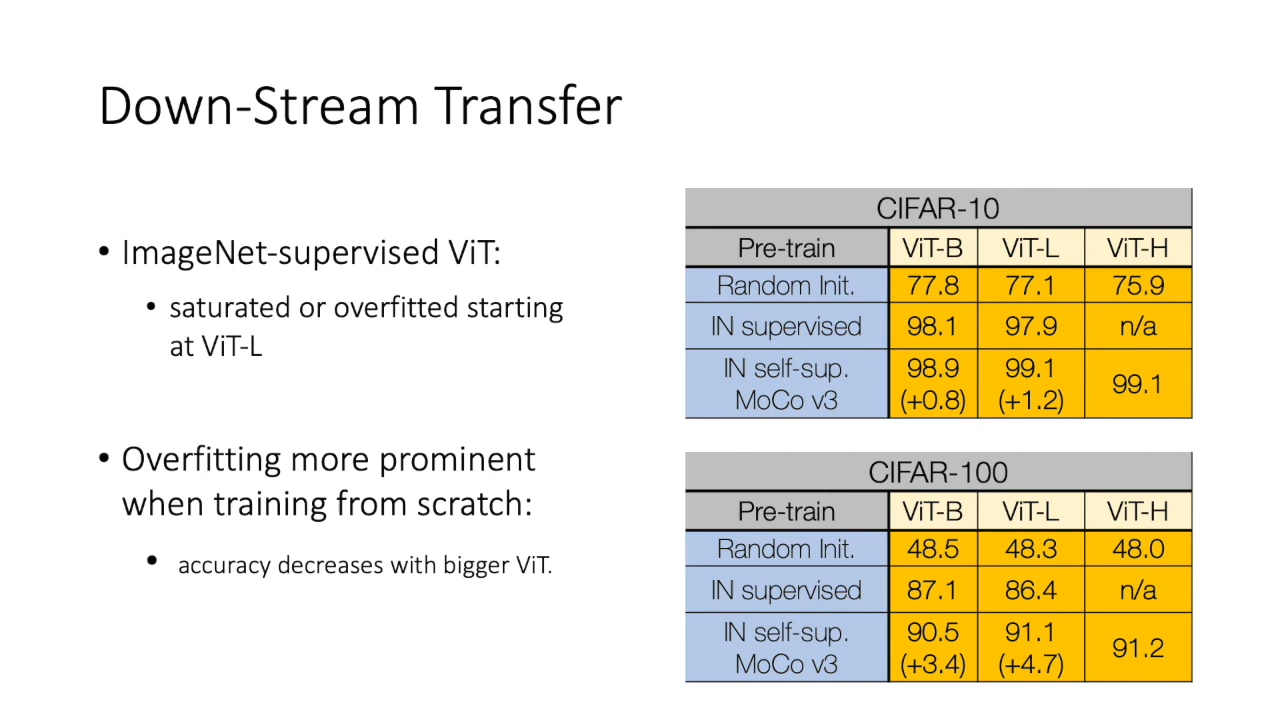 Down-Stream Transfer
• ImageNet-supervised ViT:
• saturated or overfitted starting
at ViT-L
• Overfitting more prominent
when training from scratch:
• accuracy decreases with bigger ViT.
CIFAR-10
Pre-train ViT-B ViT-L ViT-H
Random Init. 77.8 77.1 75.9
IN supervised 98.1 97.9 n/a
IN self-sup. 98.9 99.1 99.1
MoCo v3 (+0.8) (+1.2)
CIFAR-100
Pre-train ViT-B ViT-L ViT-H
Random Init. 48.5 48.3 48.0
IN supervised 87.1 86.4 n/a
IN self-sup. 90.5 91.1 91.2
MoCo v3 (+3.4) (+4.7)